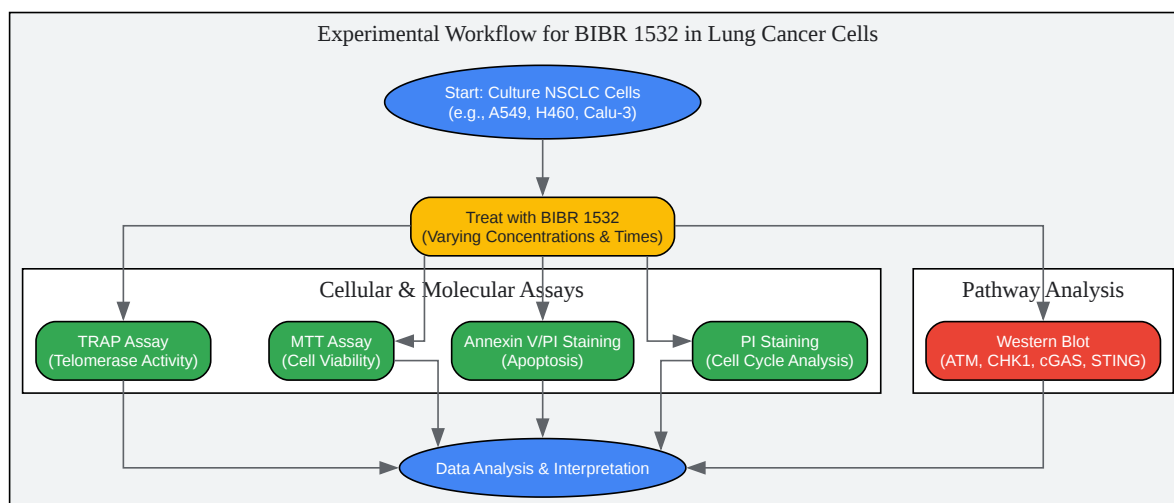 Experimental Workflow for BIBR 1532 in Lung Cancer Cells
Start: Culture NSCLC Cells
(e.g., A549, H460, Calu-3)
Treat with BIBR 1532
(Varying Concentrations & Times)
Cellular & Molecular Assays
Pathway Analysis
TRAP Assay
(Telomerase Activity)
MTT Assay
(Cell Viability)
Annexin V/PI Staining
(Apoptosis)
PI Staining
(Cell Cycle Analysis)
Western Blot
(ATM, CHK1, cGAS, STING)
Data Analysis & Interpretation